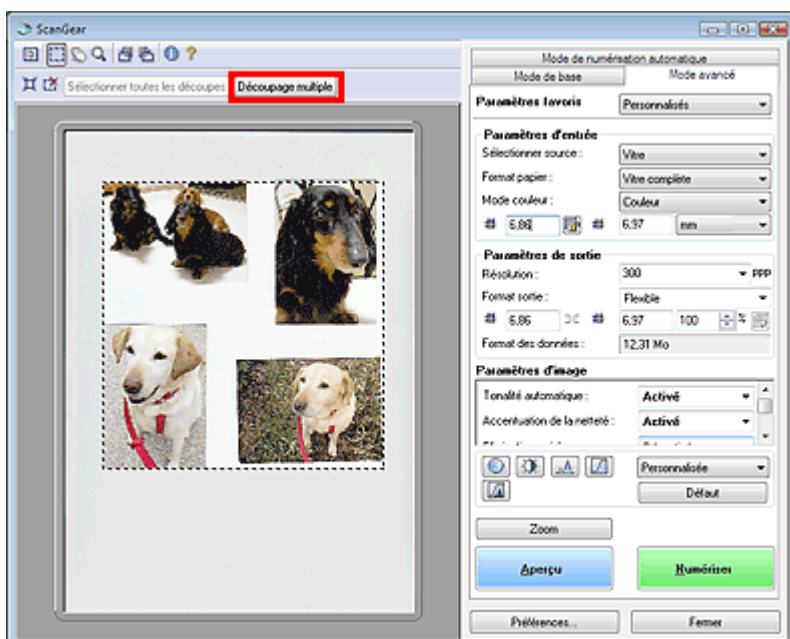 ScanGear
Sélectionner toutes les découpes
Découpage multiple
Mode de numérisation automatique
Mode de base
Mode avancé
Paramètres favoris
Personnalisés
Paramètres d'entrée
Sélectionner source :
Vitre
Format papier :
Vitre complète
Mode couleur :
Couleur
6,86
6,97
mm
Paramètres de sortie
Résolution :
300
PPP
Format sortie :
Flexible
6,86
6,97
100
%
Format des données :
12,31 Mo
Paramètres d'image
Tonalité automatique :
Activé
Accentuation de la netteté :
Activé
Personnalisée
Défaut
Zoom
Aperçu
Numériser
Préférences...
Fermer